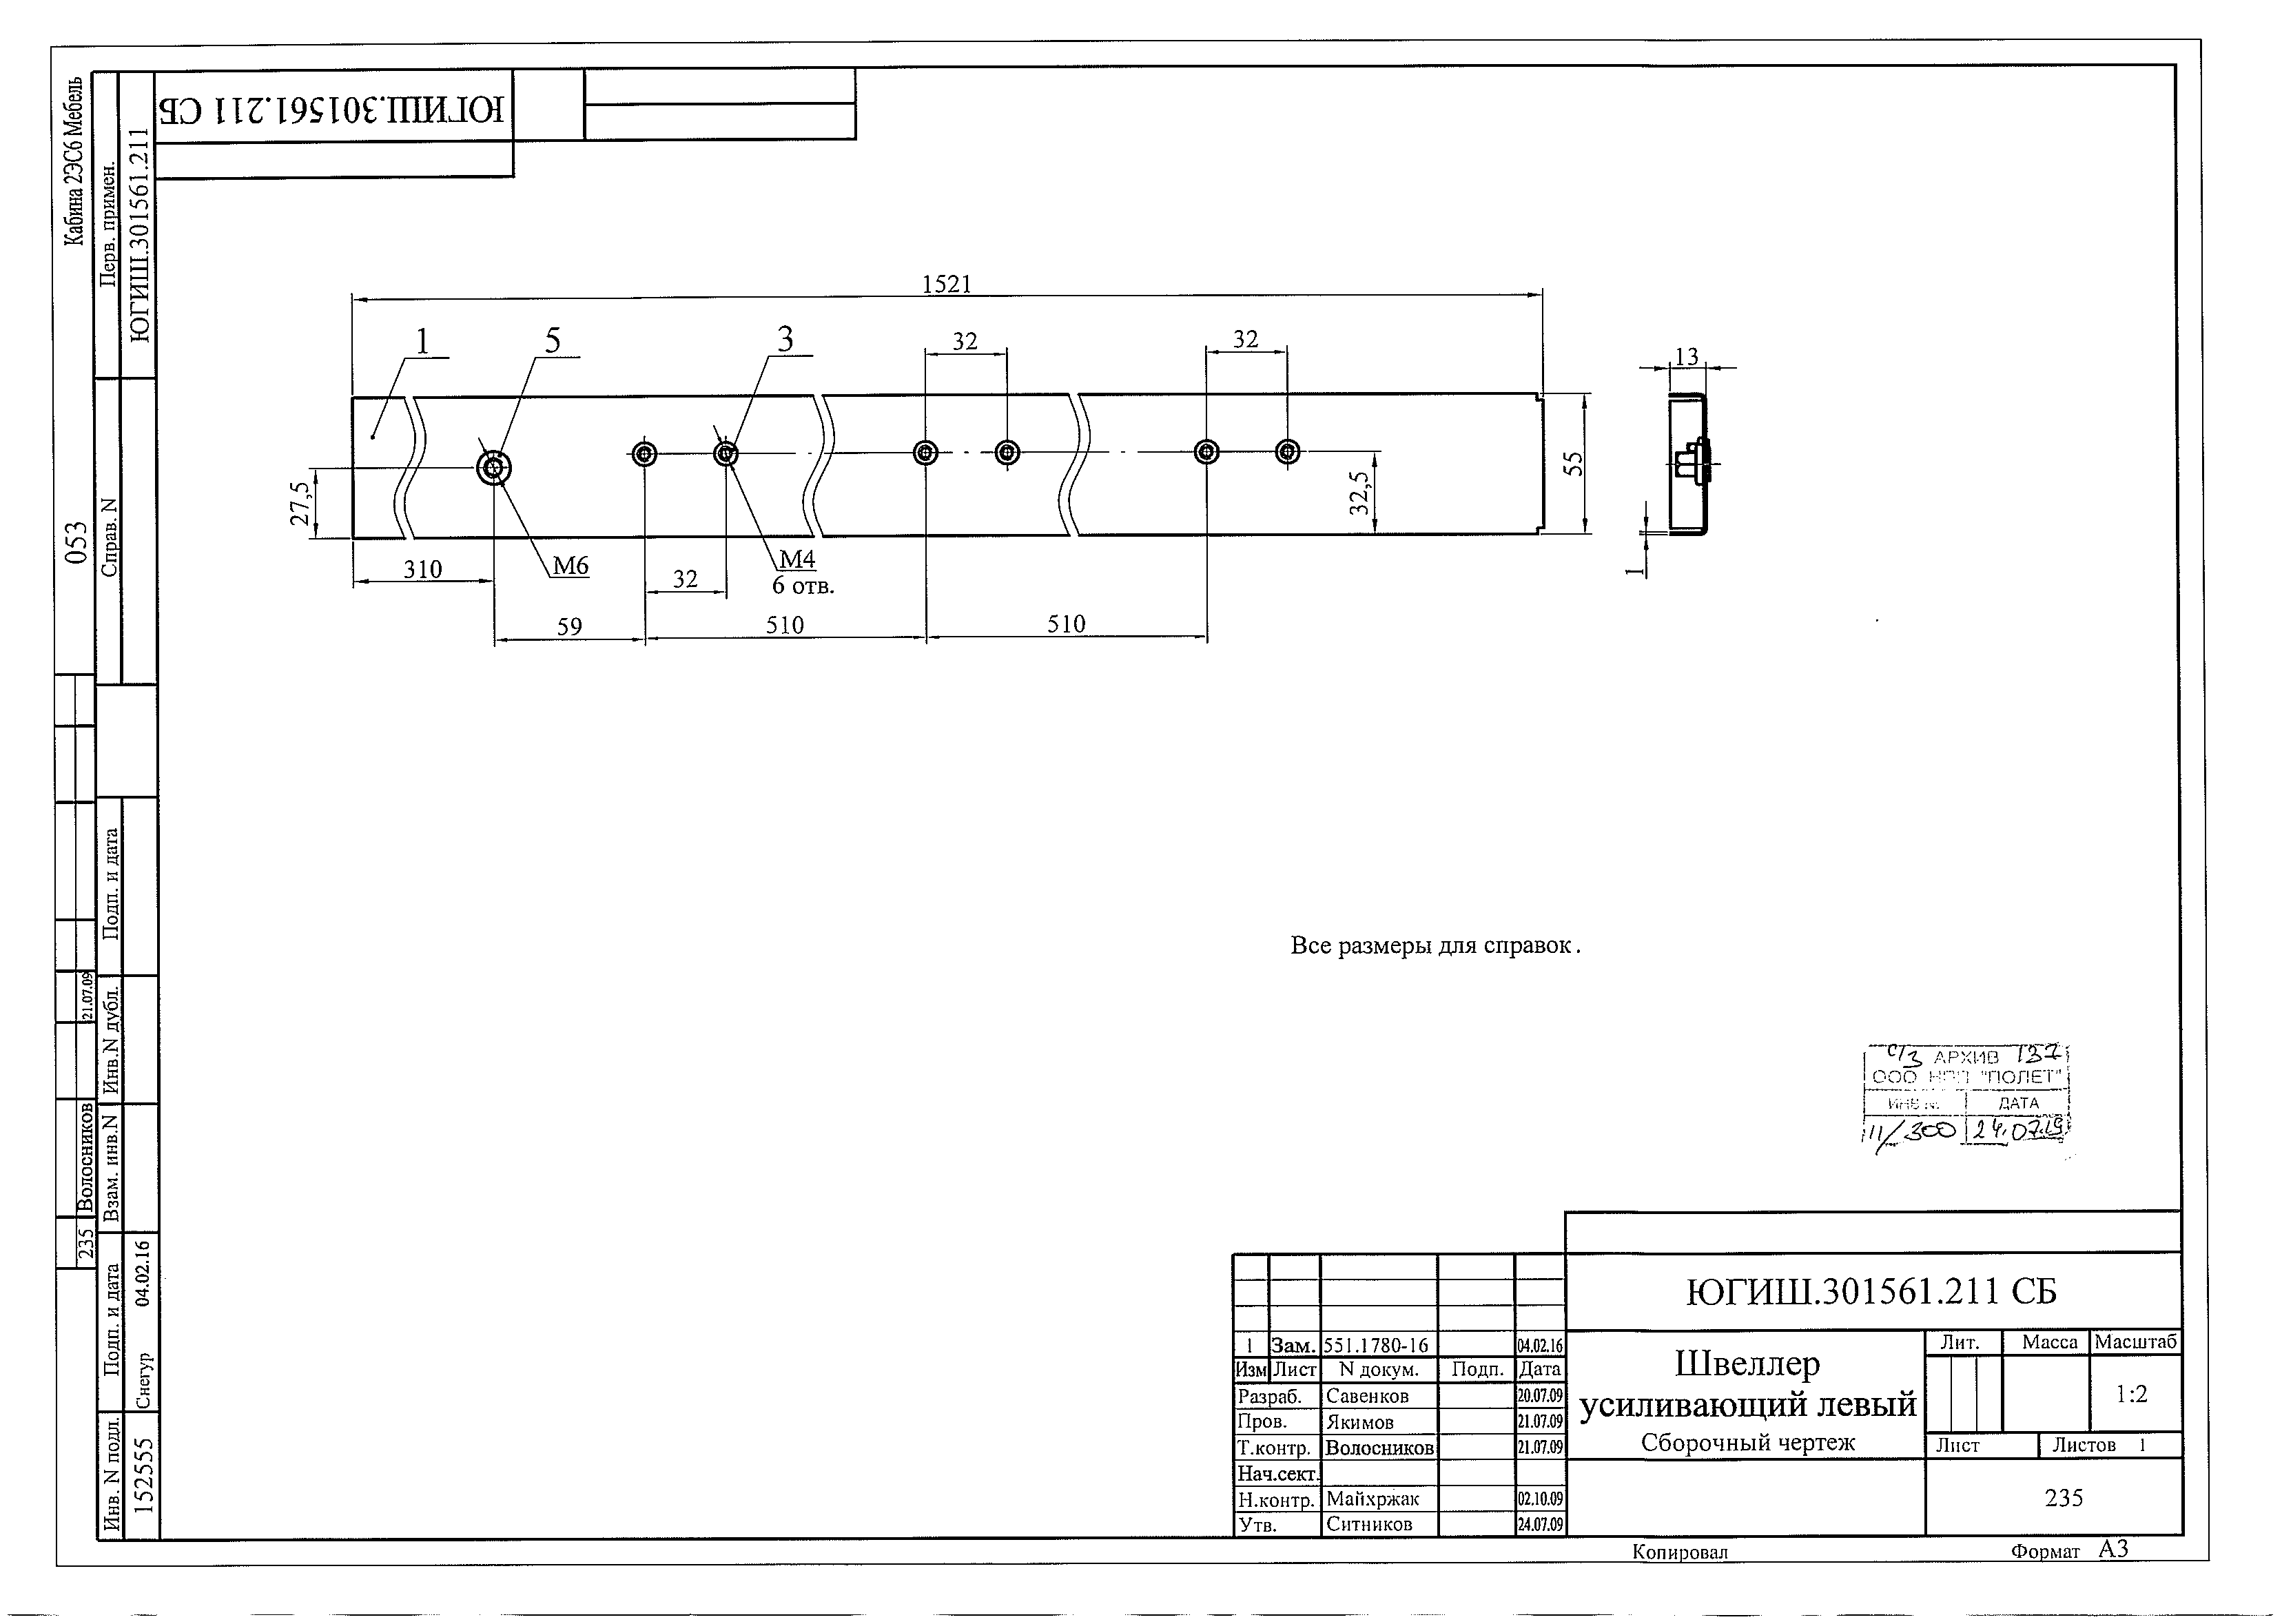 ЮГИШ.301561.211 СБ
Кабина 2ЭС6 Мебель
053
Перв. примен.
ЮГИШ.301561.211
Справ. N
Подп. и дата
Инв.N дубл.
Взам. инв.N
Подп. и дата
Инв. N подл.
21.07.09
Волосников
235
Снегур 04.02.16
152555
1521
1
5
3
32
32
13
27,5
32,5
55
1
310
М6
32
М4
6 отв.
59
510
510
Все размеры для справок.
с/з АРХИВ 137
ООО НПП "ПОЛЕТ"
ИНВ N. ДАТА
11/300 24.07.19
ЮГИШ.301561.211 СБ
1 Зам. 551.1780-16 04.02.16
Изм Лист N докум. Подп. Дата
Разраб. Савенков 20.07.09
Пров. Якимов 21.07.09
Т.контр. Волосников 21.07.09
Нач.сект.
Н.контр. Майхржак 02.10.09
Утв. Ситников 24.07.09
Швеллер
усиливающий левый
Сборочный чертеж
Лит. Масса Масштаб
1:2
Лист Листов 1
235
Копировал Формат А3